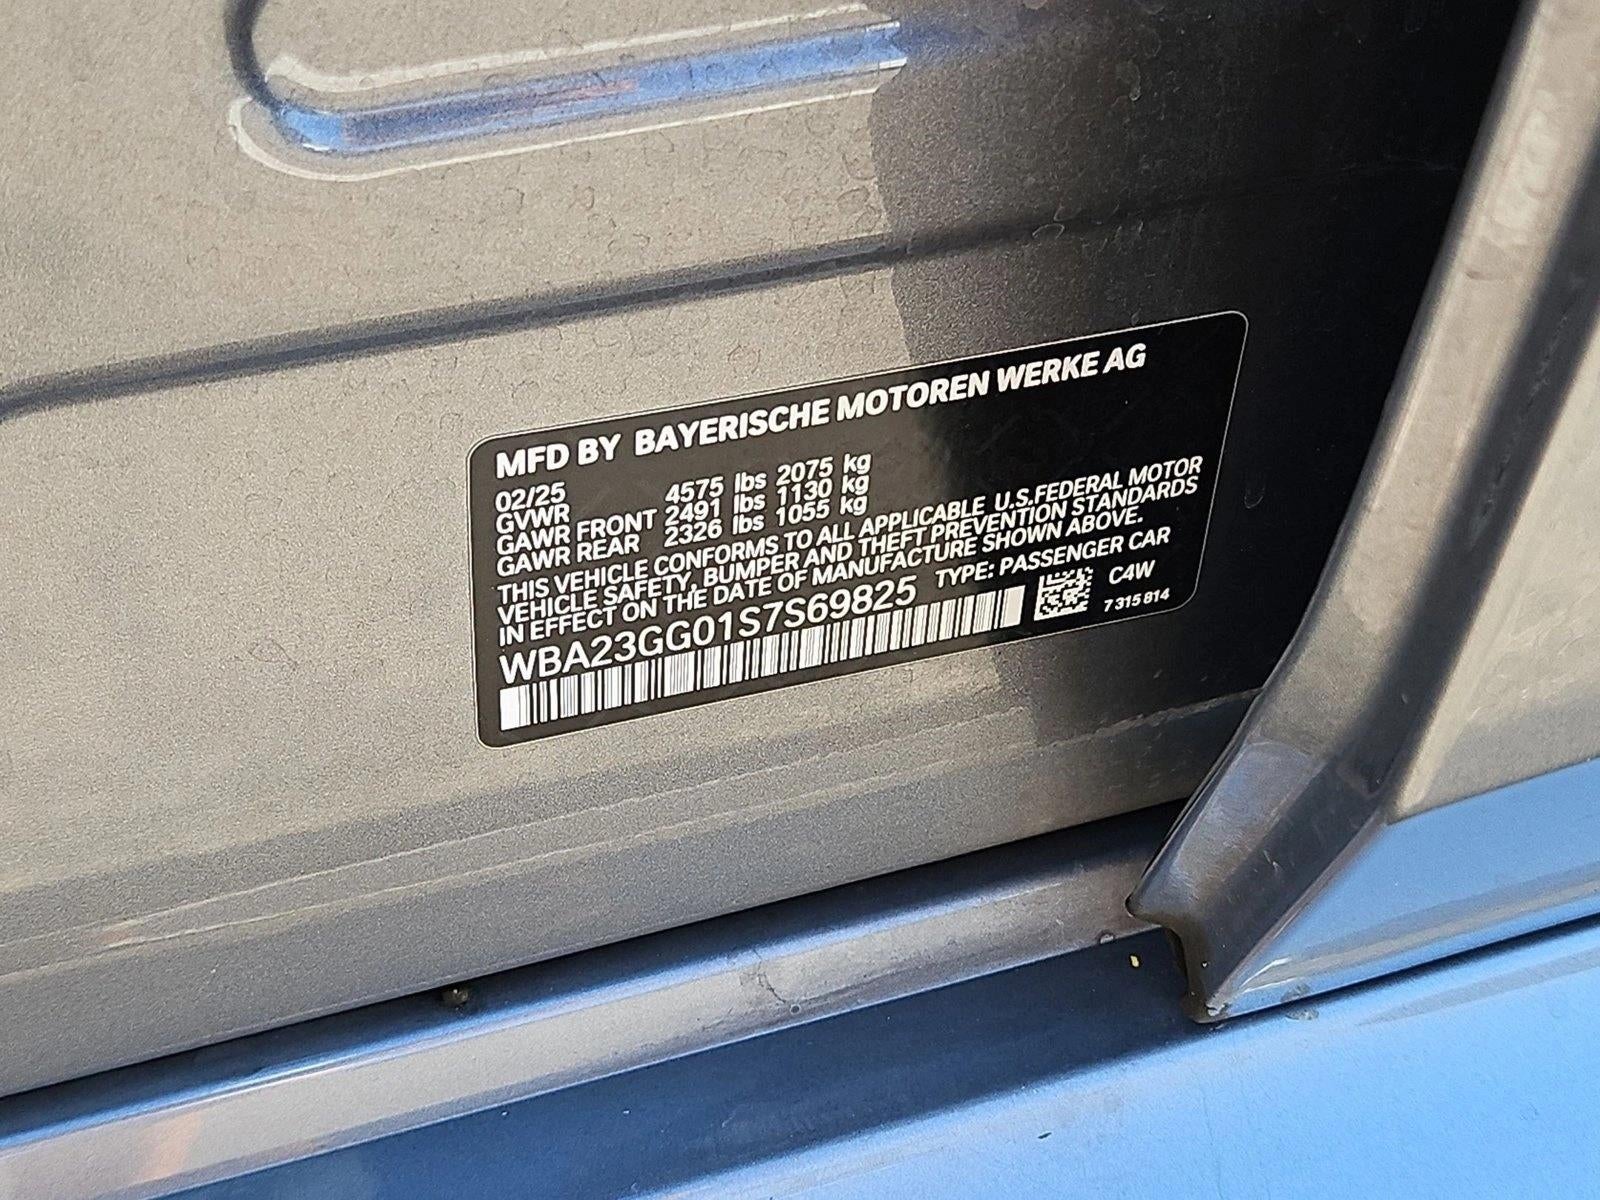 MFD BY BAYERISCHE MOTOREN WERKE AG
02/25
GVWR 4575 lbs 2075 kg
GAWR FRONT 2491 lbs 1130 kg
GAWR REAR 2326 lbs 1055 kg
THIS VEHICLE CONFORMS TO ALL APPLICABLE U.S.FEDERAL MOTOR
VEHICLE SAFETY, BUMPER AND THEFT PREVENTION STANDARDS
IN EFFECT ON THE DATE OF MANUFACTURE SHOWN ABOVE.
WBA23GG01S7S69825 TYPE: PASSENGER CAR
C4W
7 315 814